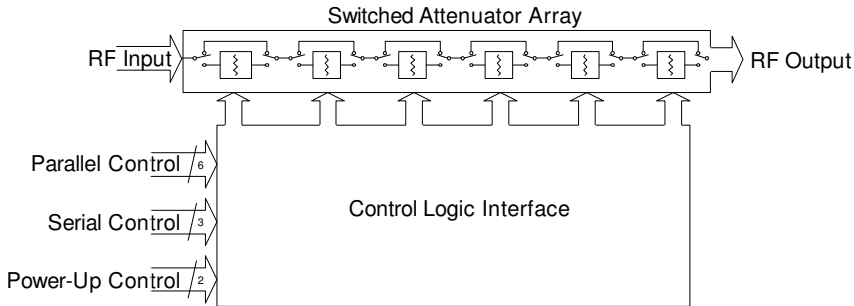 Switched Attenuator Array
RF Input
RF Output
Parallel Control
6
Control Logic Interface
Serial Control
3
Power-Up Control
2